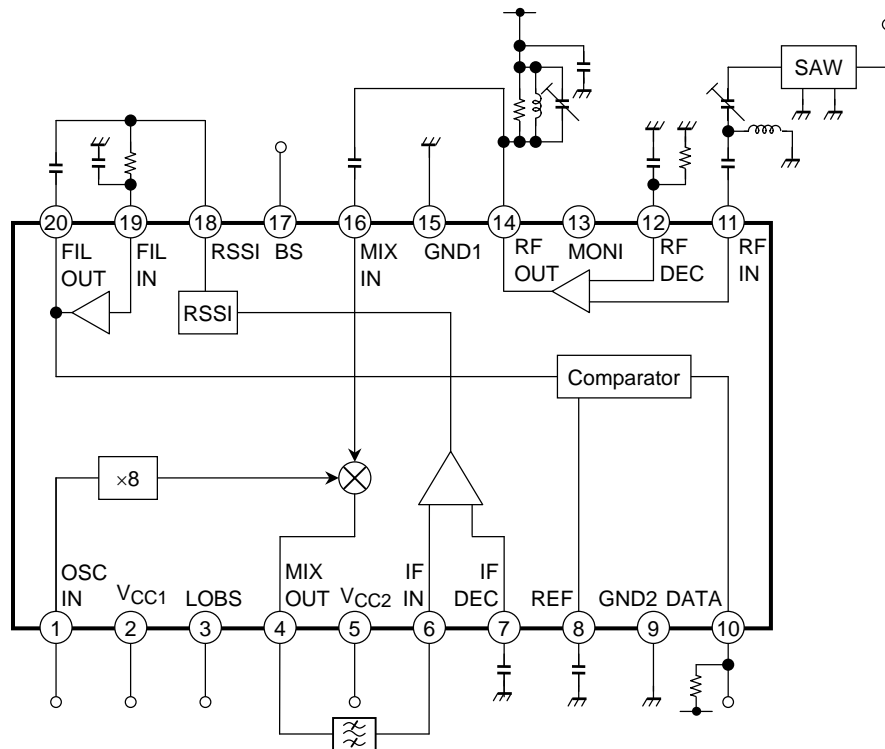 SAW
20
19
18
17
16
15
14
13
12
11
FIL
OUT
FIL
IN
RSSI
BS
MIX
IN
GND1
RF
OUT
MONI
RF
DEC
RF
IN
RSSI
Comparator
×8
OSC
IN
VCC1
LOBS
MIX
OUT
VCC2
IF
IN
IF
DEC
REF
GND2
DATA
1
2
3
4
5
6
7
8
9
10